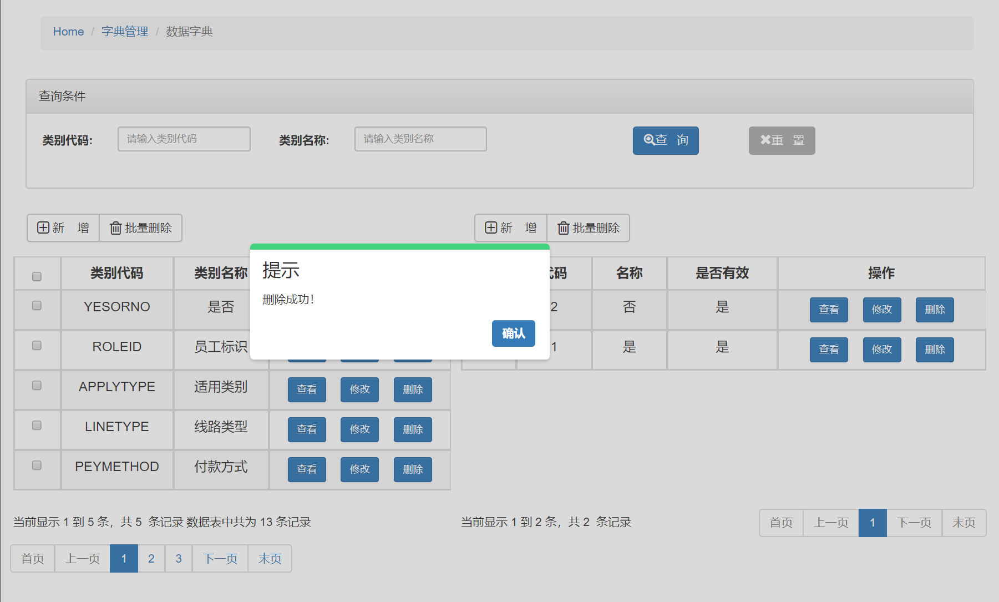 Home / 字典管理 / 数据字典
查询条件
类别代码: 请输入类别代码 类别名称: 请输入类别名称 查 询 重 置
新 增 批量删除 新 增 批量删除
类别代码 类别名称 代码 名称 是否有效 操作
提示
删除成功!
确认
YESORNO 是否 2 否 是 查看 修改 删除
ROLEID 员工标识 1 是 是 查看 修改 删除
APPLYTYPE 适用类别 查看 修改 删除
LINETYPE 线路类型 查看 修改 删除
PEYMETHOD 付款方式 查看 修改 删除
当前显示 1 到 5 条，共 5 条记录 数据表中共为 13 条记录
当前显示 1 到 2 条，共 2 条记录
首页 上一页 1 下一页 末页
首页 上一页 1 2 3 下一页 末页